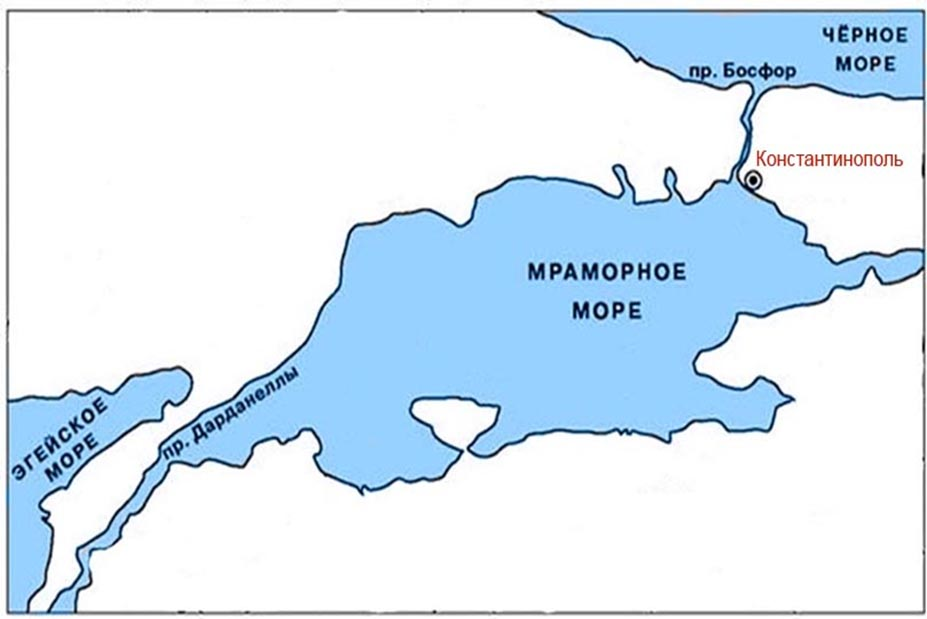 ЧЁРНОЕ
МОРЕ
пр. Босфор
Константинополь
МРАМОРНОЕ
МОРЕ
пр. Дарданеллы
ЭГЕЙСКОЕ
МОРЕ